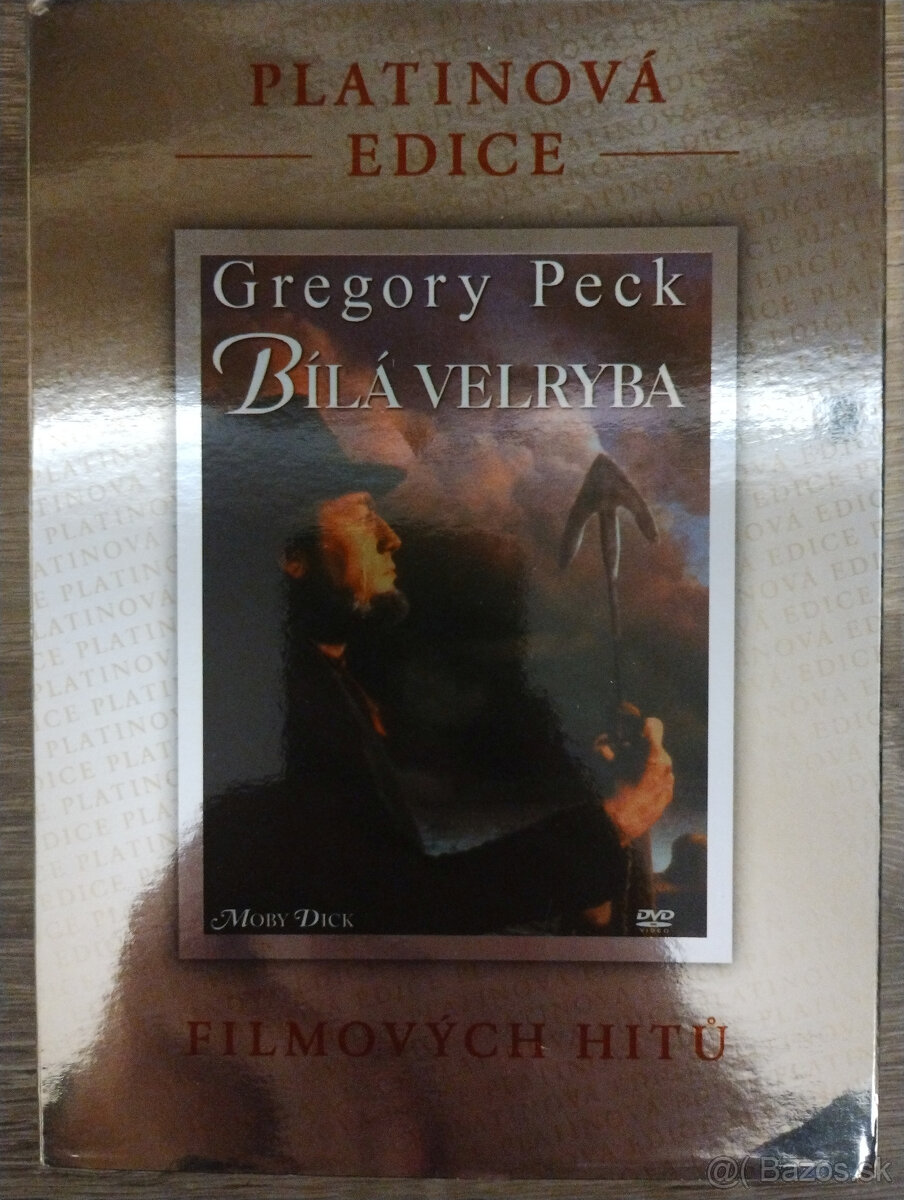 PLATINOVÁ
EDICE
Gregory Peck
BÍLÁ VELRYBA
MOBY DICK
DVD
VIDEO
FILMOVÝCH HITŮ
@( Bazos.sk